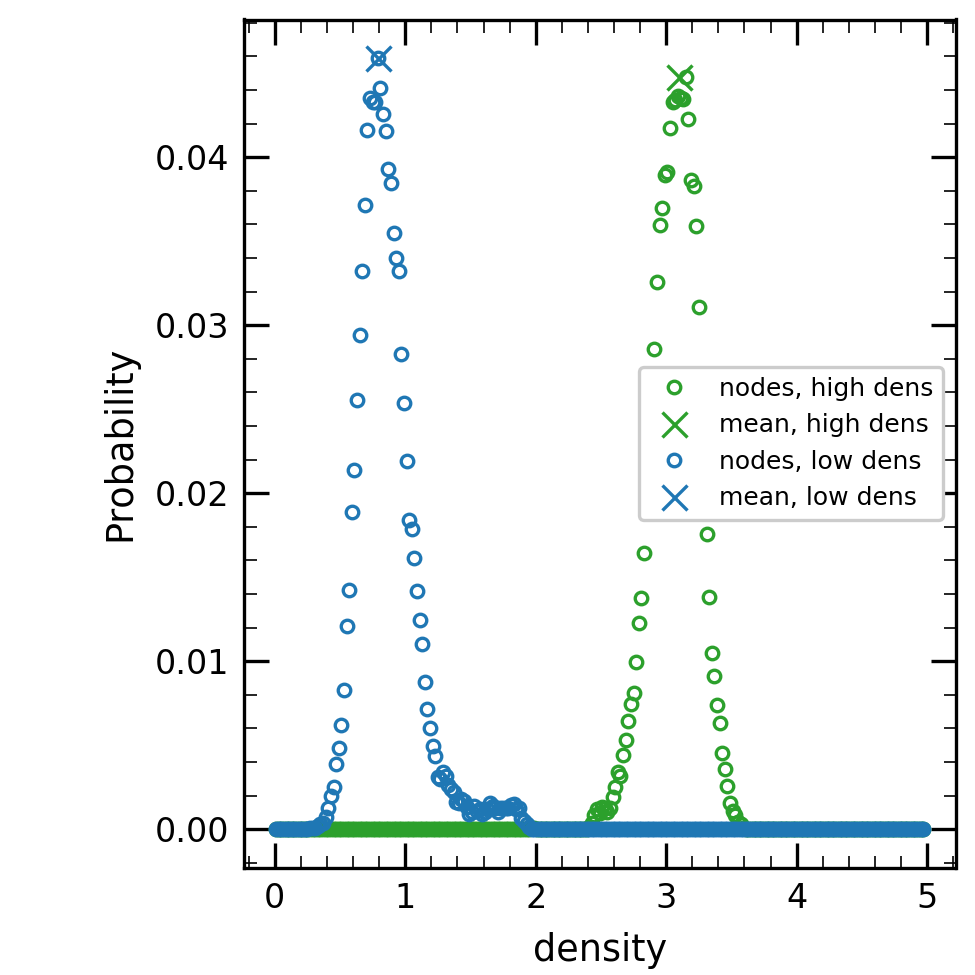 0.04
0.03
0.02
0.01
0.00
Probability
nodes, high dens
mean, high dens
nodes, low dens
mean, low dens
0 1 2 3 4 5
density